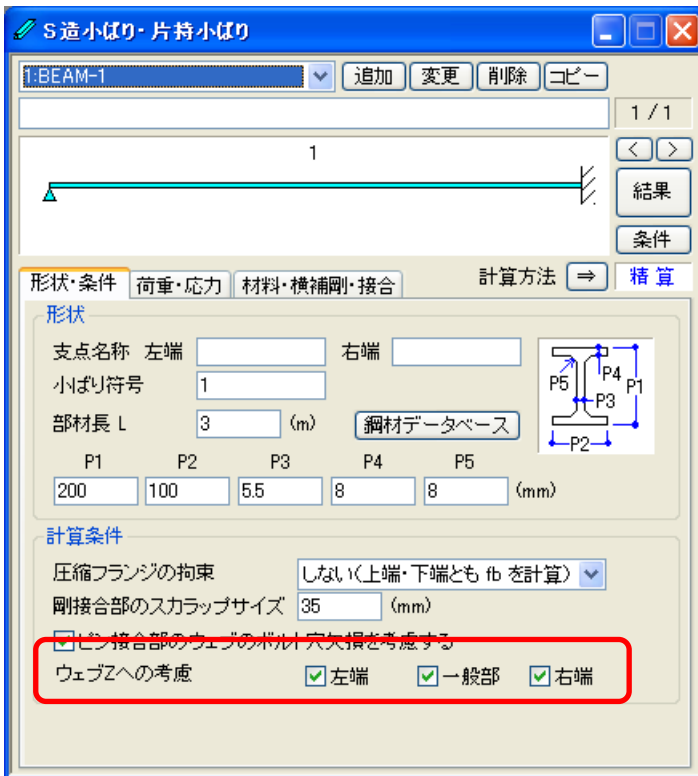 S造小ばり・片持小ばり
1:BEAM-1 追加 変更 削除 コピー
1 / 1
1
< >
結果
条件
形状・条件 荷重・応力 材料・横補剛・接合 計算方法 ⇒ 精算
形状
支点名称 左端 右端
小ばり符号 1
部材長 L 3 (m) 鋼材データベース
P1 P2 P3 P4 P5
200 100 5.5 8 8 (mm)
P5 P4 P1
P3
P2
計算条件
圧縮フランジの拘束 しない(上端・下端とも fb を計算)
剛接合部のスカラップサイズ 35 (mm)
ピン接合部のウェブのボルト穴欠損を考慮する
ウェブZへの考慮 左端 一般部 右端